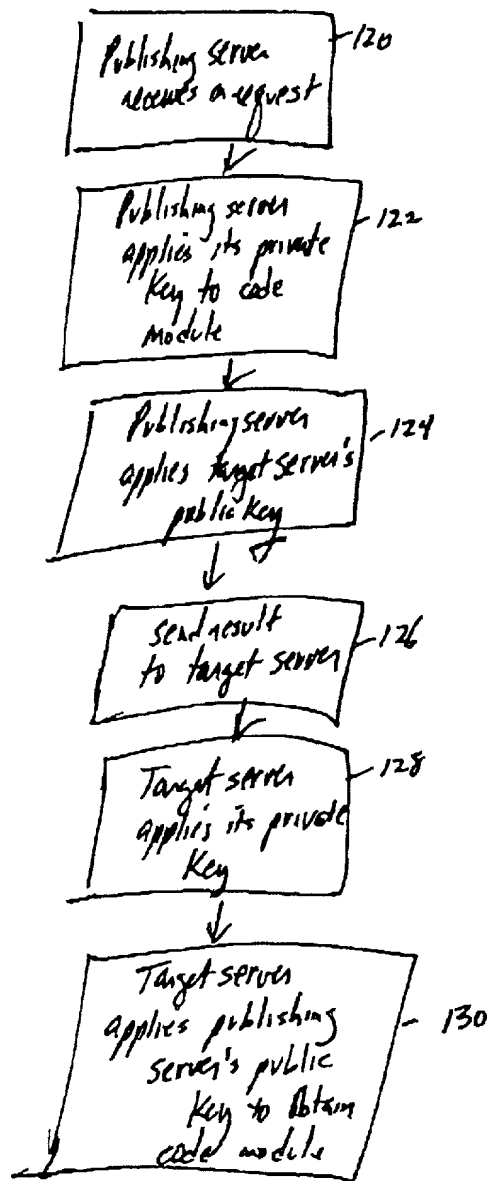 Publishing server
receives a request
120
Publishing server
applies its private
Key to code
module
122
Publishing server
applies target server's
public key
124
send result
to target server
126
Target server
applies its private
Key
128
Target server
applies publishing
server's public
Key to obtain
code module
130